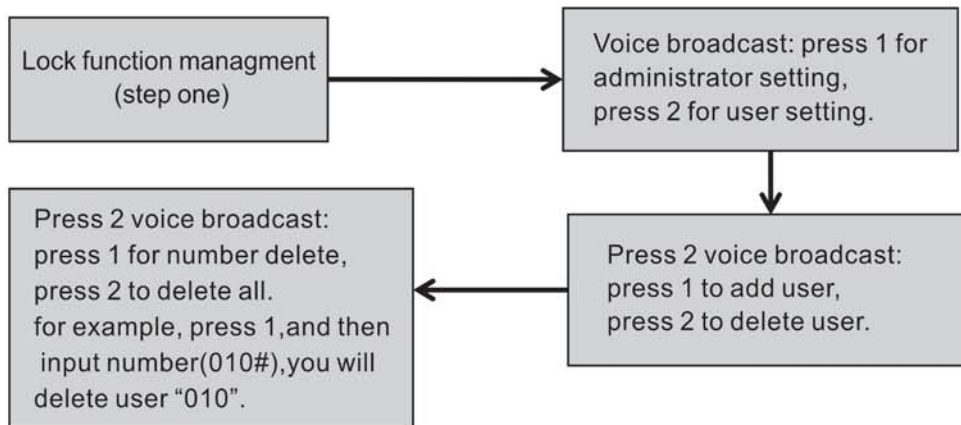 Lock function managment
(step one)
Voice broadcast: press 1 for
administrator setting,
press 2 for user setting.
Press 2 voice broadcast:
press 1 to add user,
press 2 to delete user.
Press 2 voice broadcast:
press 1 for number delete,
press 2 to delete all.
for example, press 1,and then
input number(010#),you will
delete user “010”.